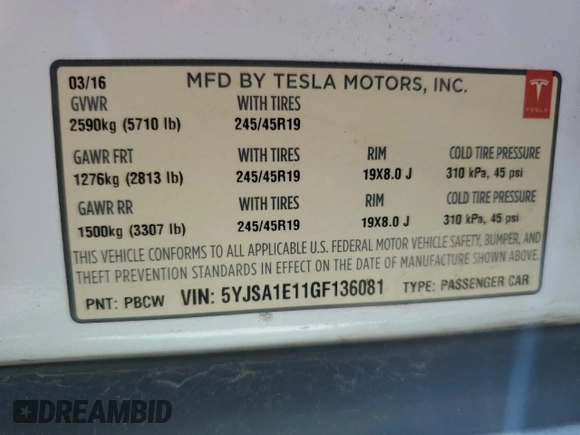 03/16 MFD BY TESLA MOTORS, INC.
GVWR WITH TIRES
2590kg (5710 lb) 245/45R19
GAWR FRT WITH TIRES RIM COLD TIRE PRESSURE
1276kg (2813 lb) 245/45R19 19X8.0 J 310 kPa, 45 psi
GAWR RR WITH TIRES RIM COLD TIRE PRESSURE
1500kg (3307 lb) 245/45R19 19X8.0 J 310 kPa, 45 psi
THIS VEHICLE CONFORMS TO ALL APPLICABLE U.S. FEDERAL MOTOR VEHICLE SAFETY, BUMPER, AND
THEFT PREVENTION STANDARDS IN EFFECT ON THE DATE OF MANUFACTURE SHOWN ABOVE.
PNT: PBCW VIN: 5YJSA1E11GF136081 TYPE: PASSENGER CAR
DREAMBID